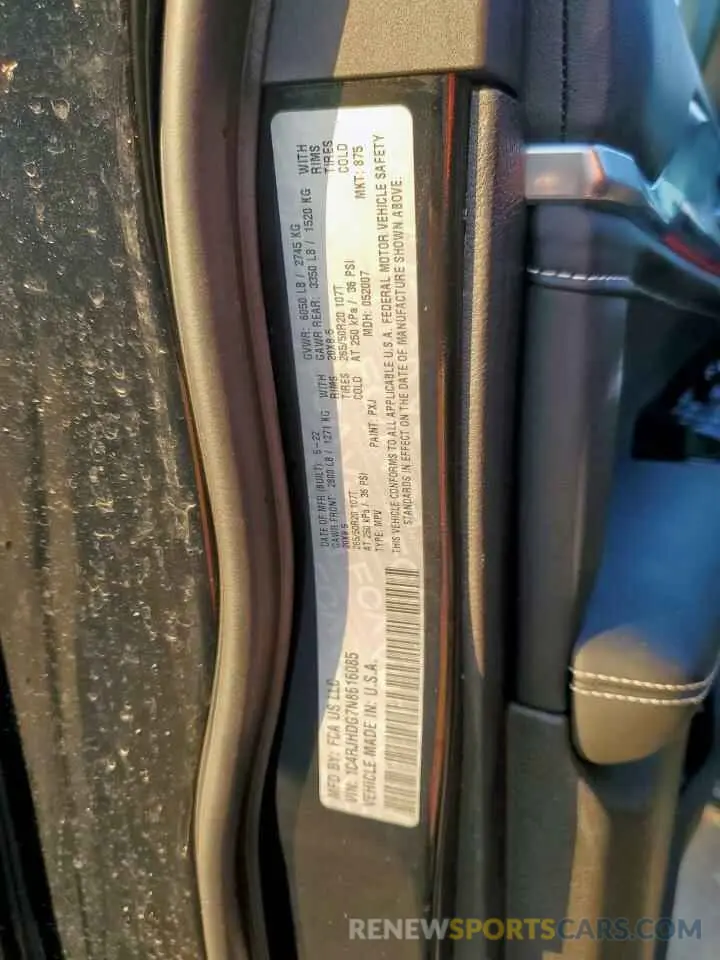 MFD BY: FCA US LLC
DATE OF MFR (BUILT): 5-22
GVWR: 6050 LB / 2745 KG
GAWR FRONT: 2800 LB / 1271 KG WITH
GAWR REAR: 3350 LB / 1520 KG WITH
20X8.5 RIMS
20X8.5 RIMS
265/50R20 107T TIRES
265/50R20 107T TIRES
AT 250 kPa / 36 PSI COLD
AT 250 kPa / 36 PSI COLD
VIN: 1C4RJHDG7N8616085
TYPE: MPV
PAINT: PXJ
MDH: 052007
MKT: 875
VEHICLE MADE IN: U.S.A.
THIS VEHICLE CONFORMS TO ALL APPLICABLE U.S.A. FEDERAL MOTOR VEHICLE SAFETY
STANDARDS IN EFFECT ON THE DATE OF MANUFACTURE SHOWN ABOVE.
RENEWSPORTSCARS.COM